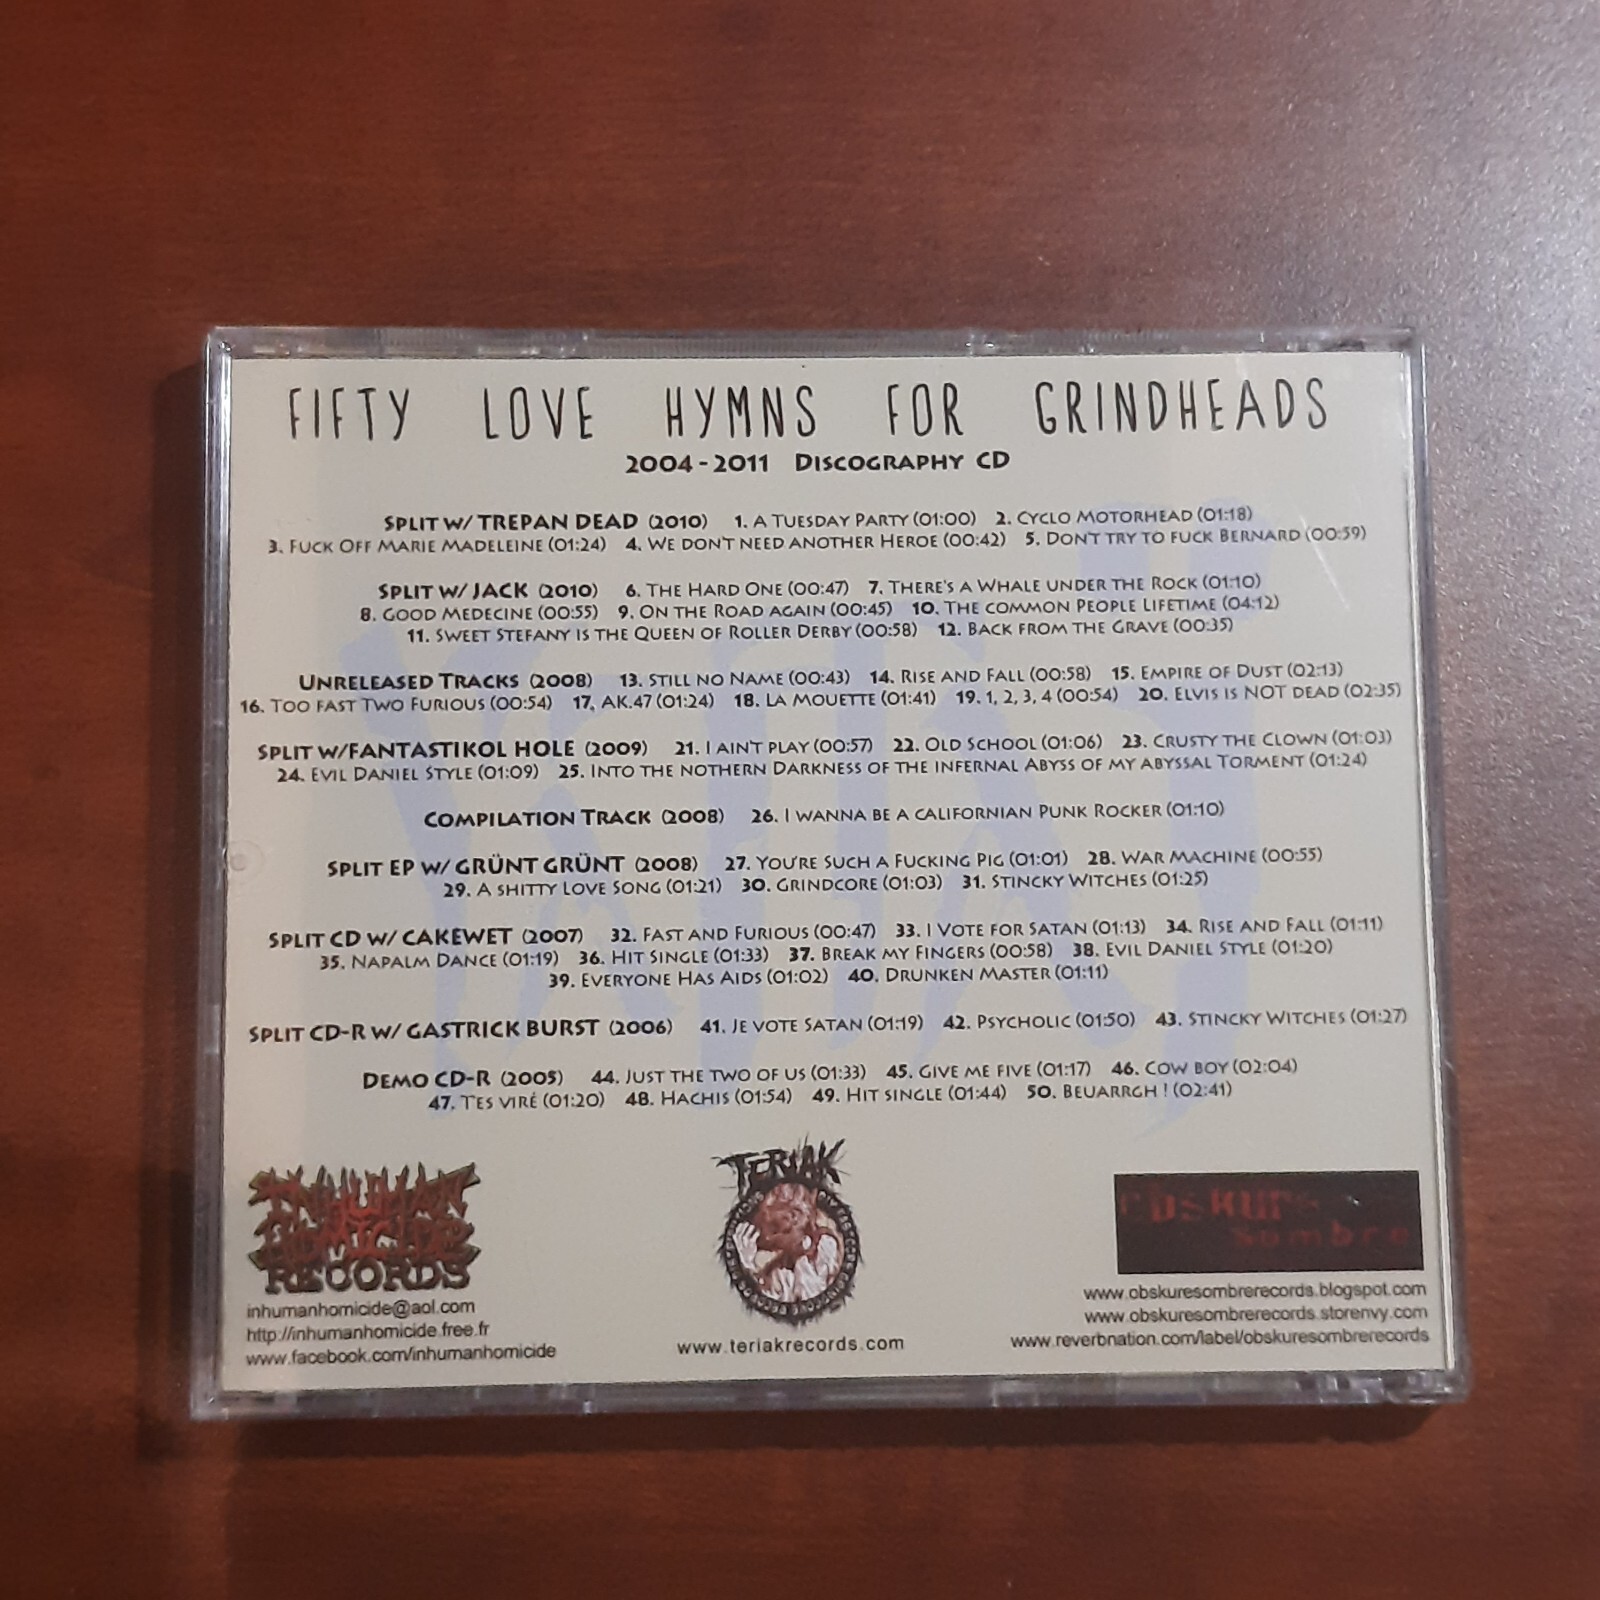 FIFTY LOVE HYMNS FOR GRINDHEADS
2004-2011 DISCOGRAPHY CD
SPLIT W/ TREPAN DEAD (2010) 1. A TUESDAY PARTY (01:00) 2. CYCLO MOTORHEAD (01:18)
3. FUCK OFF MARIE MADELEINE (01:24) 4. WE DON'T NEED ANOTHER HEROE (00:42) 5. DON'T TRY TO FUCK BERNARD (00:59)
SPLIT W/ JACK (2010) 6. THE HARD ONE (00:47) 7. THERE'S A WHALE UNDER THE ROCK (01:10)
8. GOOD MEDECINE (00:55) 9. ON THE ROAD AGAIN (00:45) 10. THE COMMON PEOPLE LIFETIME (04:12)
11. SWEET STEFANY IS THE QUEEN OF ROLLER DERBY (00:58) 12. BACK FROM THE GRAVE (00:35)
UNRELEASED TRACKS (2008) 13. STILL NO NAME (00:43) 14. RISE AND FALL (00:58) 15. EMPIRE OF DUST (02:13)
16. TOO FAST TWO FURIOUS (00:54) 17, AK.47 (01:24) 18. LA MOUETTE (01:41) 19. 1, 2, 3, 4 (00:54) 20. ELVIS IS NOT DEAD (02:35)
SPLIT W/FANTASTIKOL HOLE (2009) 21. I AIN'T PLAY (00:57) 22. OLD SCHOOL (01:06) 23. CRUSTY THE CLOWN (01:03)
24. EVIL DANIEL STYLE (01:09) 25. INTO THE NOTHERN DARKNESS OF THE INFERNAL ABYSS OF MY ABYSSAL TORMENT (01:24)
COMPILATION TRACK (2008) 26. I WANNA BE A CALIFORNIAN PUNK ROCKER (01:10)
SPLIT EP W/ GRÜNT GRÜNT (2008) 27. YOU'RE SUCH A FUCKING PIG (01:01) 28. WAR MACHINE (00:55)
29. A SHITTY LOVE SONG (01:21) 30. GRINDCORE (01:03) 31. STINCKY WITCHES (01:25)
SPLIT CD W/ CAKEWET (2007) 32. FAST AND FURIOUS (00:47) 33. I VOTE FOR SATAN (01:13) 34. RISE AND FALL (01:11)
35. NAPALM DANCE (01:19) 36. HIT SINGLE (01:33) 37. BREAK MY FINGERS (00:58) 38. EVIL DANIEL STYLE (01:20)
39. EVERYONE HAS AIDS (01:02) 40. DRUNKEN MASTER (01:11)
SPLIT CD-R W/ GASTRICK BURST (2006) 41. JE VOTE SATAN (01:19) 42. PSYCHOLIC (01:50) 43. STINCKY WITCHES (01:27)
DEMO CD-R (2005) 44. JUST THE TWO OF US (01:33) 45. GIVE ME FIVE (01:17) 46. COW BOY (02:04)
47. T'ES VIRÉ (01:20) 48. HACHIS (01:54) 49. HIT SINGLE (01:44) 50. BEUARRGH ! (02:41)
INHUMAN
HOMICIDE
RECORDS
inhumanhomicide@aol.com
http://inhumanhomicide.free.fr
www.facebook.com/inhumanhomicide
TERIAK
www.teriakrecords.com
obskure
sombre
www.obskuresombrerecords.blogspot.com
www.obskuresombrerecords.storenvy.com
www.reverbnation.com/label/obskuresombrerecords